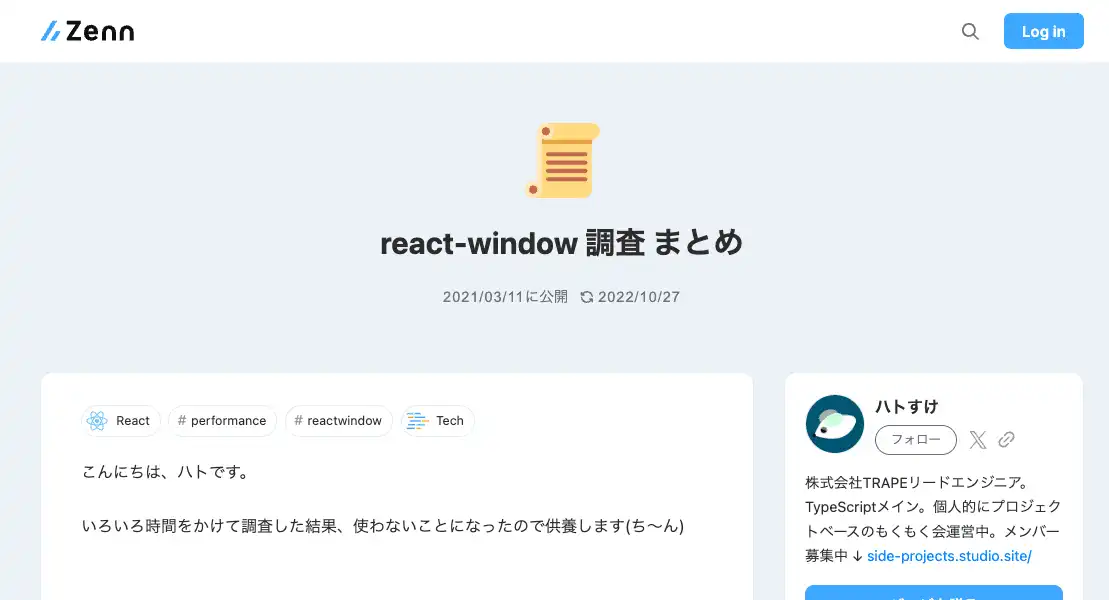 Zenn
Log in
react-window 調査 まとめ
2021/03/11に公開 2022/10/27
React # performance # reactwindow Tech
こんにちは、ハトです。
いろいろ時間をかけて調査した結果、使わないことになったので供養します(ち〜ん)
ハトすけ
フォロー
株式会社TRAPEリードエンジニア。
TypeScriptメイン。個人的にプロジェク
トベースのもくもく会運営中。メンバー
募集中 ↓ side-projects.studio.site/